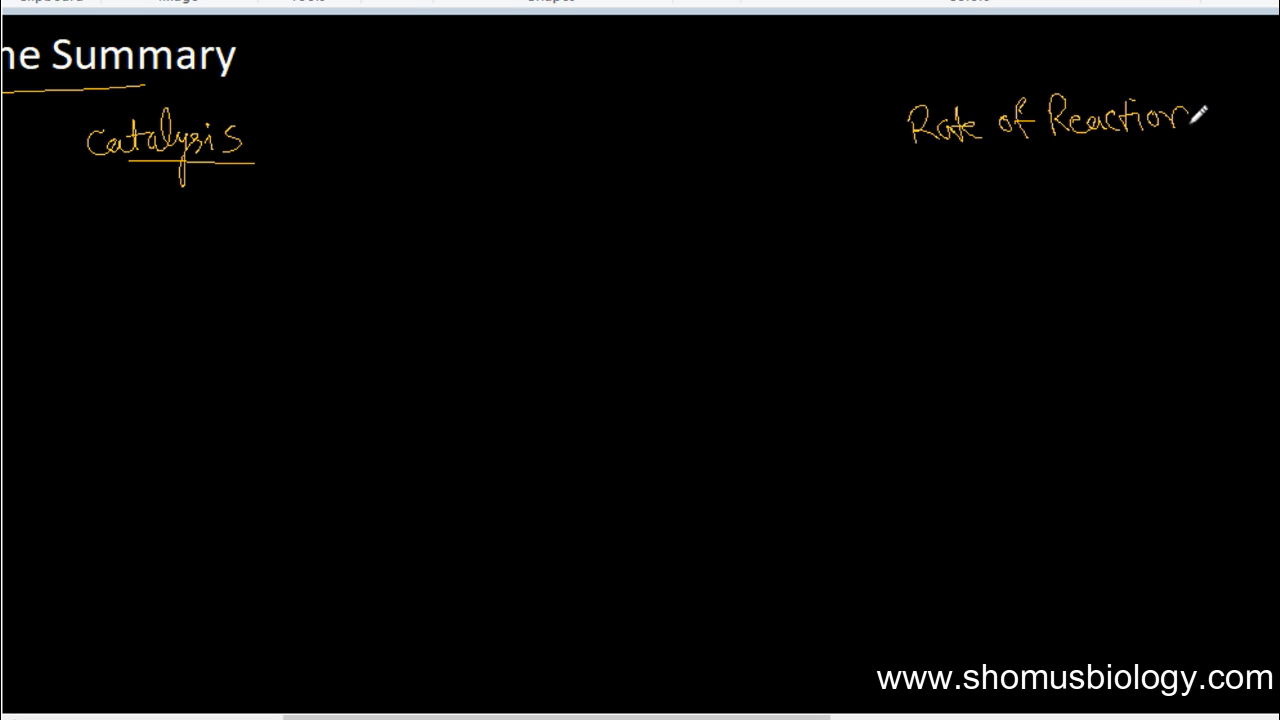 ne Summary
Catalysis
Rate of Reaction
www.shomusbiology.com